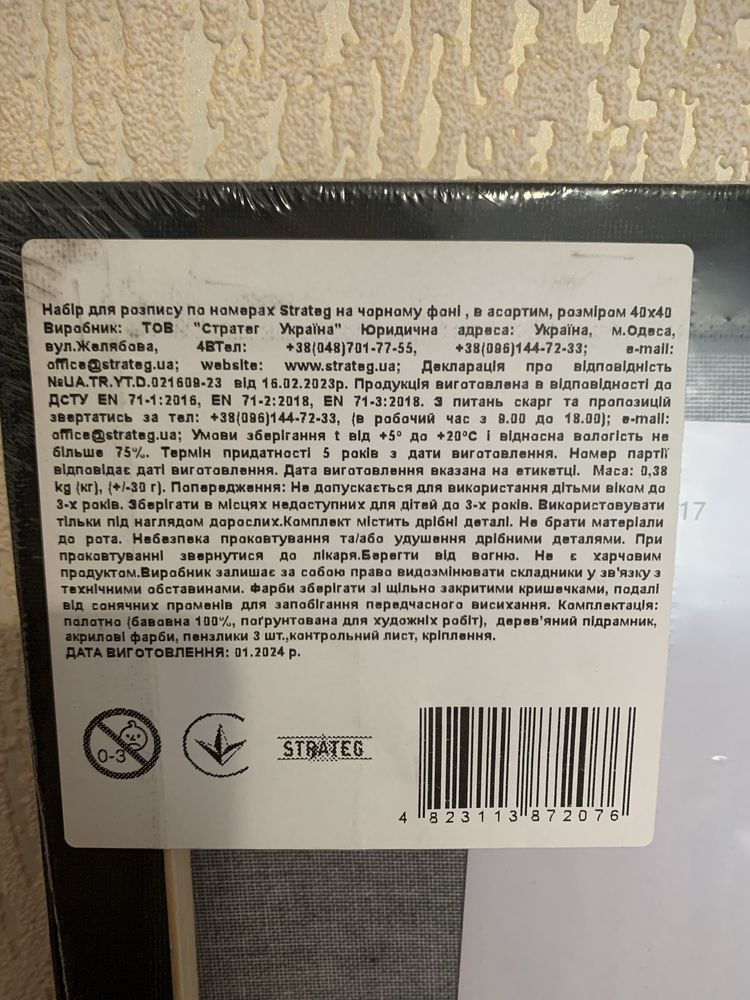 Набір для розпису по номерах Strateg на чорному фоні , в асортим, розміром 40х40
Виробник: ТОВ "Стратег Україна" Юридична адреса: Україна, м.Одеса,
вул.Желябова, 4ВТел: +38(048)701-77-55, +38(096)144-72-33; e-mail:
office@strateg.ua; website: www.strateg.ua; Декларація про відповідність
№UA.TR.YT.D.021609-23 від 16.02.2023р. Продукція виготовлена в відповідності до
ДСТУ EN 71-1:2016, EN 71-2:2018, EN 71-3:2018. З питань скарг та пропозицій
звертатись за тел: +38(096)144-72-33, (в робочий час з 9.00 до 18.00); e-mail:
office@strateg.ua; Умови зберігання t від +5° до +20°С і відносна вологість не
більше 75%. Термін придатності 5 років з дати виготовлення. Номер партії
відповідає даті виготовлення. Дата виготовлення вказана на етикетці. Маса: 0,38
kg (кг), (+/-30 г). Попередження: Не допускається для використання дітьми віком до
3-х років. Зберігати в місцях недоступних для дітей до 3-х років. Використовувати
тільки під наглядом дорослих.Комплект містить дрібні деталі. Не брати матеріали
до рота. Небезпека проковтування та/або удушення дрібними деталями. При
проковтуванні звернутися до лікаря.Берегти від вогню. Не є харчовим
продуктом.Виробник залишає за собою право видозмінювати складники у зв'язку з
технічними обставинами. Фарби зберігати зі щільно закритими кришечками, подалі
від сонячних променів для запобігання передчасного висихання. Комплектація:
полотно (бавовна 100%, поґрунтована для художніх робіт), дерев'яний підрамник,
акрилові фарби, пензлики 3 шт.,контрольний лист, кріплення.
ДАТА ВИГОТОВЛЕННЯ: 01.2024 р.
0-3
STRATEG
4 823113 872076
17